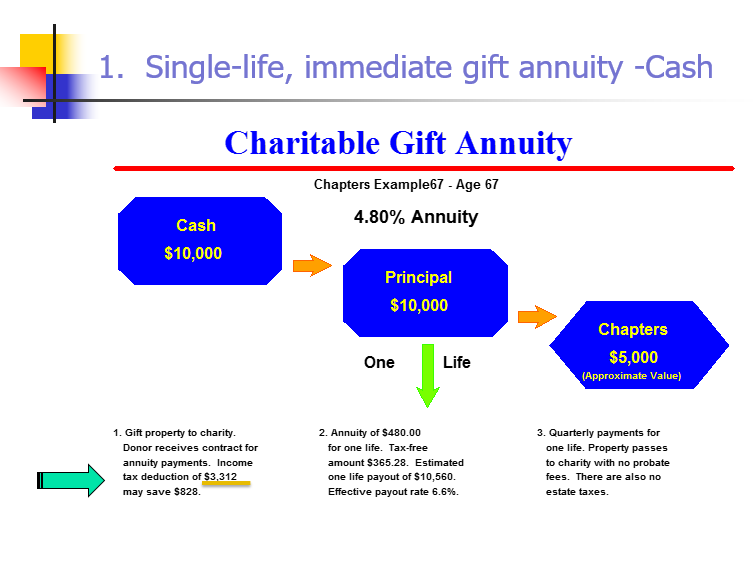 1. Single-life, immediate gift annuity -Cash
Charitable Gift Annuity
Chapters Example67 - Age 67
4.80% Annuity
Cash
$10,000
Principal
$10,000
Chapters
$5,000
(Approximate Value)
One Life
1. Gift property to charity.
Donor receives contract for
annuity payments. Income
tax deduction of $3,312
may save $828.
2. Annuity of $480.00
for one life. Tax-free
amount $365.28. Estimated
one life payout of $10,560.
Effective payout rate 6.6%.
3. Quarterly payments for
one life. Property passes
to charity with no probate
fees. There are also no
estate taxes.